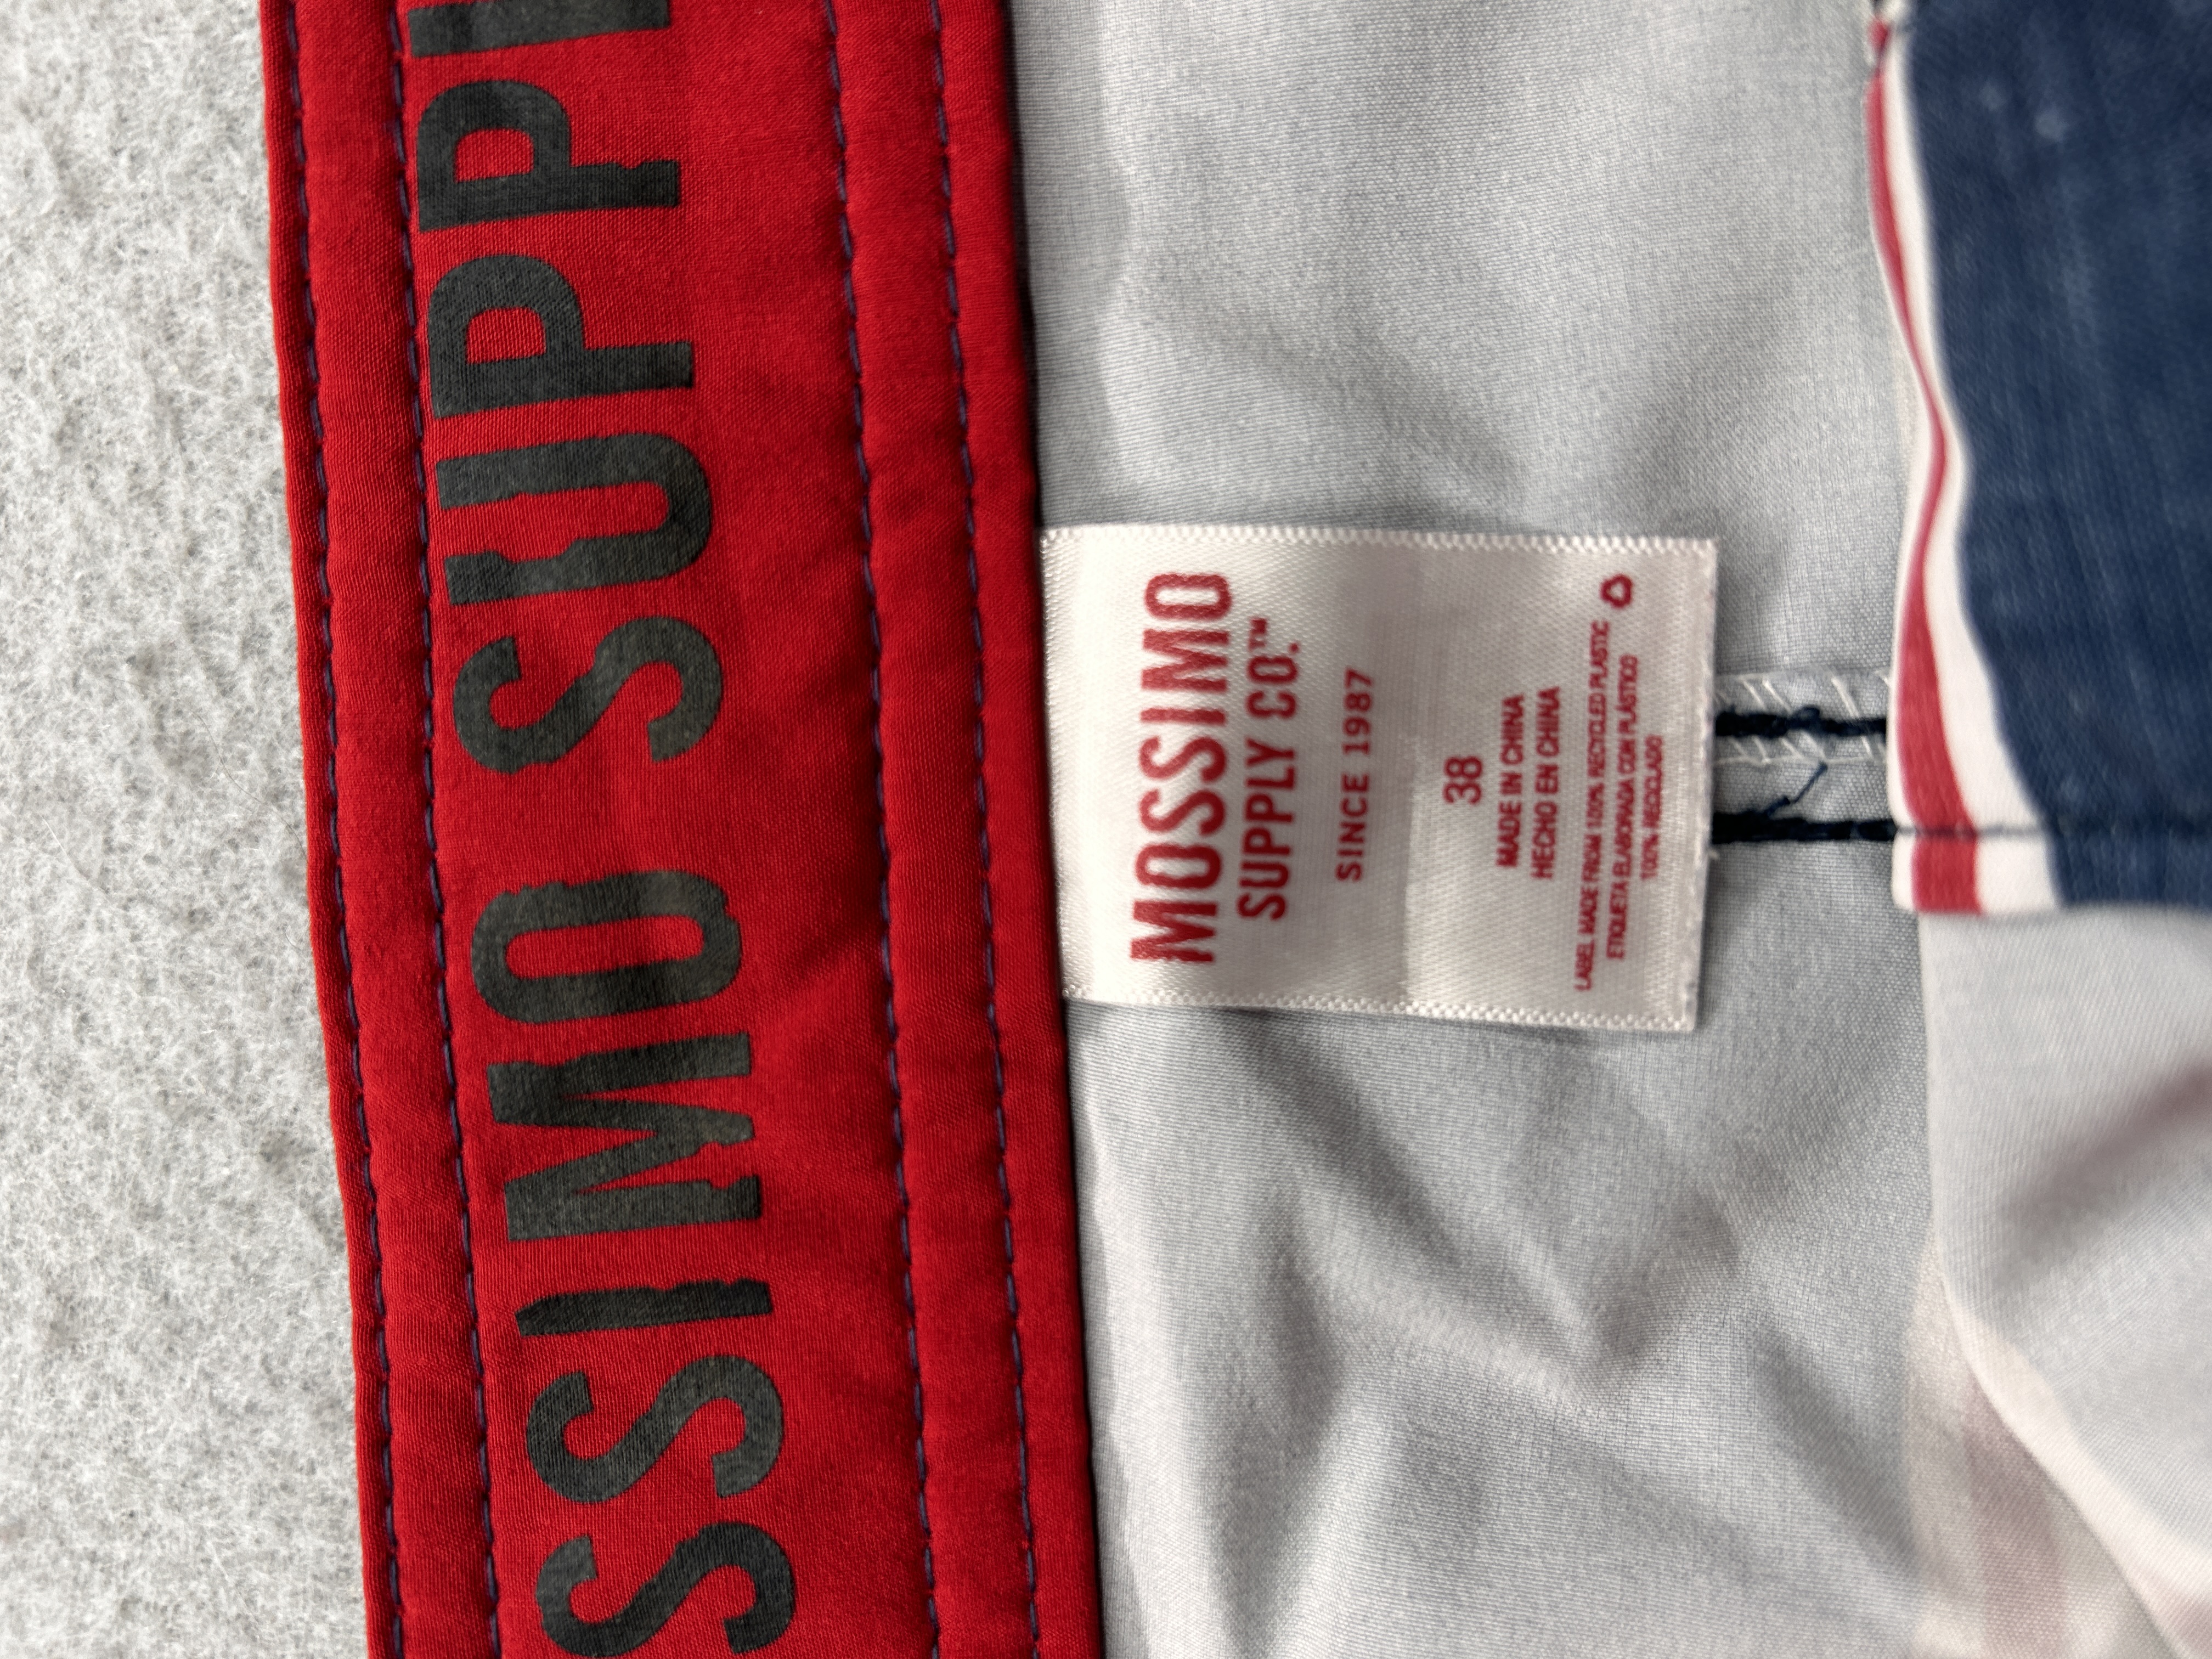 SSIMO SUPPL
MOSSIMO
SUPPLY CO.™
SINCE 1987
38
MADE IN CHINA
HECHO EN CHINA
LABEL MADE FROM 100% RECYCLED PLASTIC
ETIQUETA ELABORADA CON PLÁSTICO
100% RECICLADO